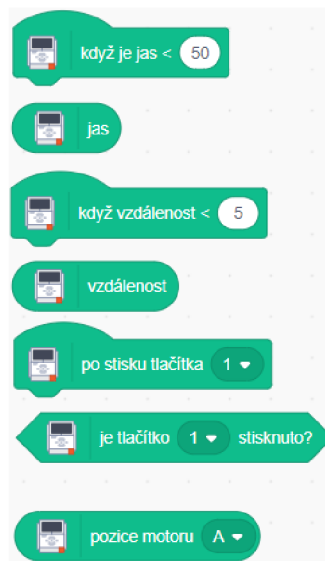 když je jas < 50
jas
když vzdálenost < 5
vzdálenost
po stisku tlačítka 1
je tlačítko 1 stisknuto?
pozice motoru A